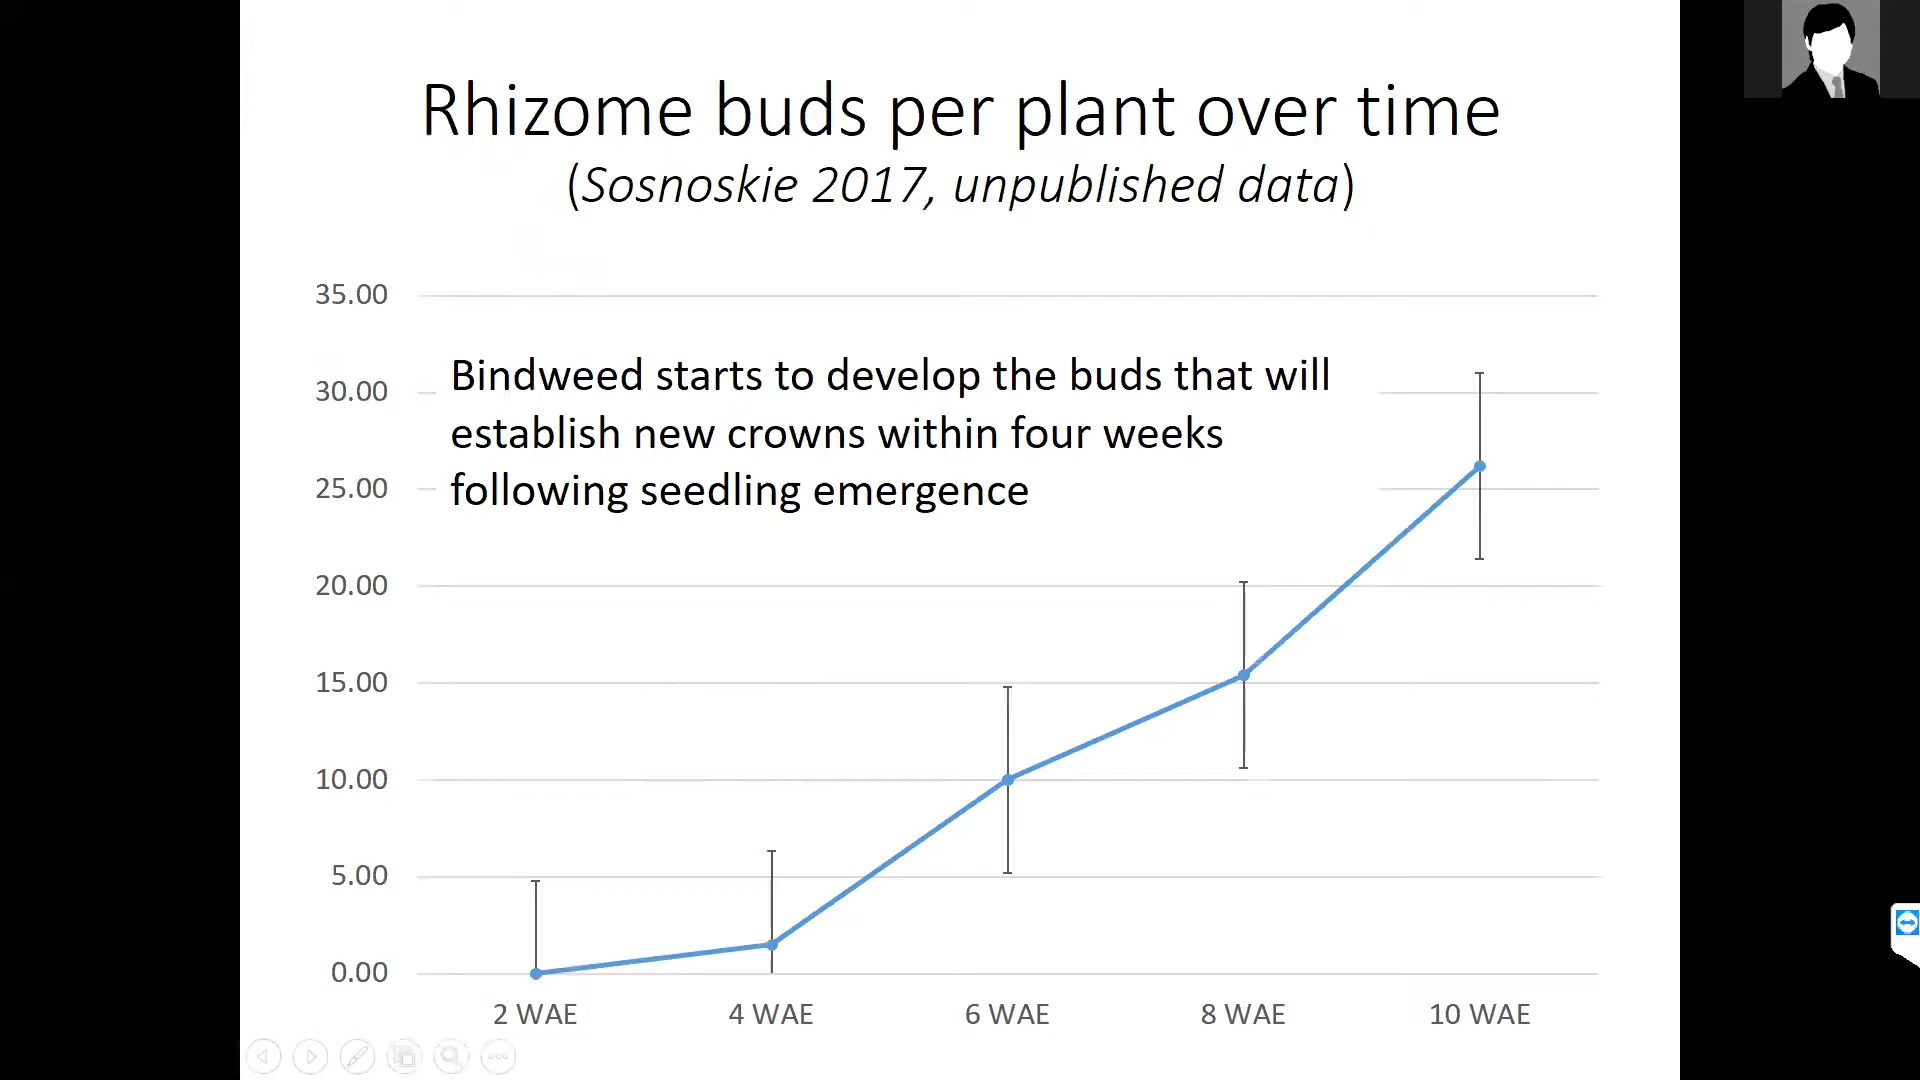 Rhizome buds per plant over time
(Sosnoskie 2017, unpublished data)
35.00
Bindweed starts to develop the buds that will
30.00
establish new crowns within four weeks
25.00
following seedling emergence
20.00
15.00
10.00
5.00
0.00
2 WAE
4 WAE
6 WAE
8 WAE
10 WAE